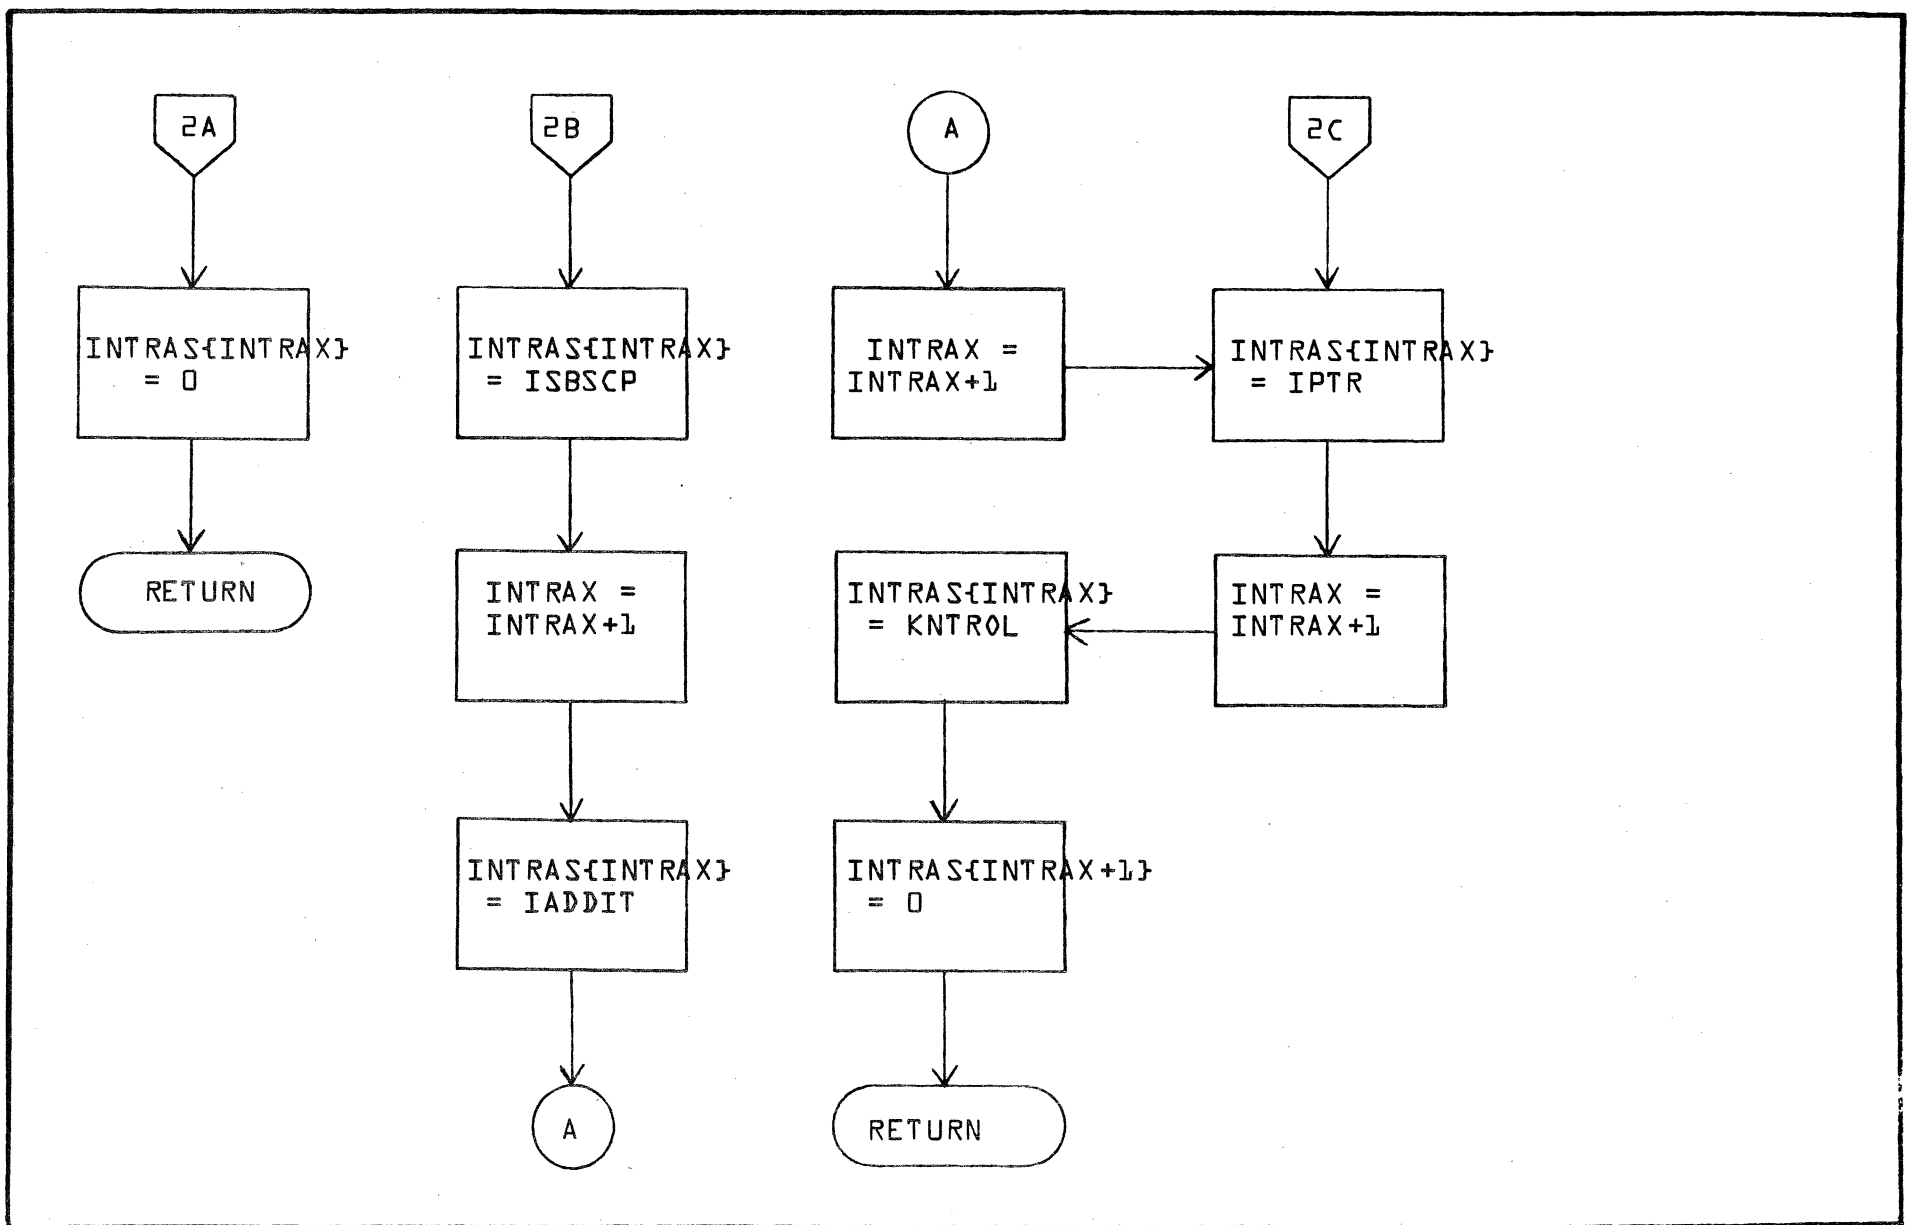 2A
INTRAS{INTRAX}
= 0
RETURN
2B
INTRAS{INTRAX}
= ISBSCP
INTRAX =
INTRAX+1
INTRAS{INTRAX}
= IADDIT
A
A
INTRAX =
INTRAX+1
2C
INTRAS{INTRAX}
= IPTR
INTRAX =
INTRAX+1
INTRAS{INTRAX}
= KNTROL
INTRAS{INTRAX+1}
= 0
RETURN